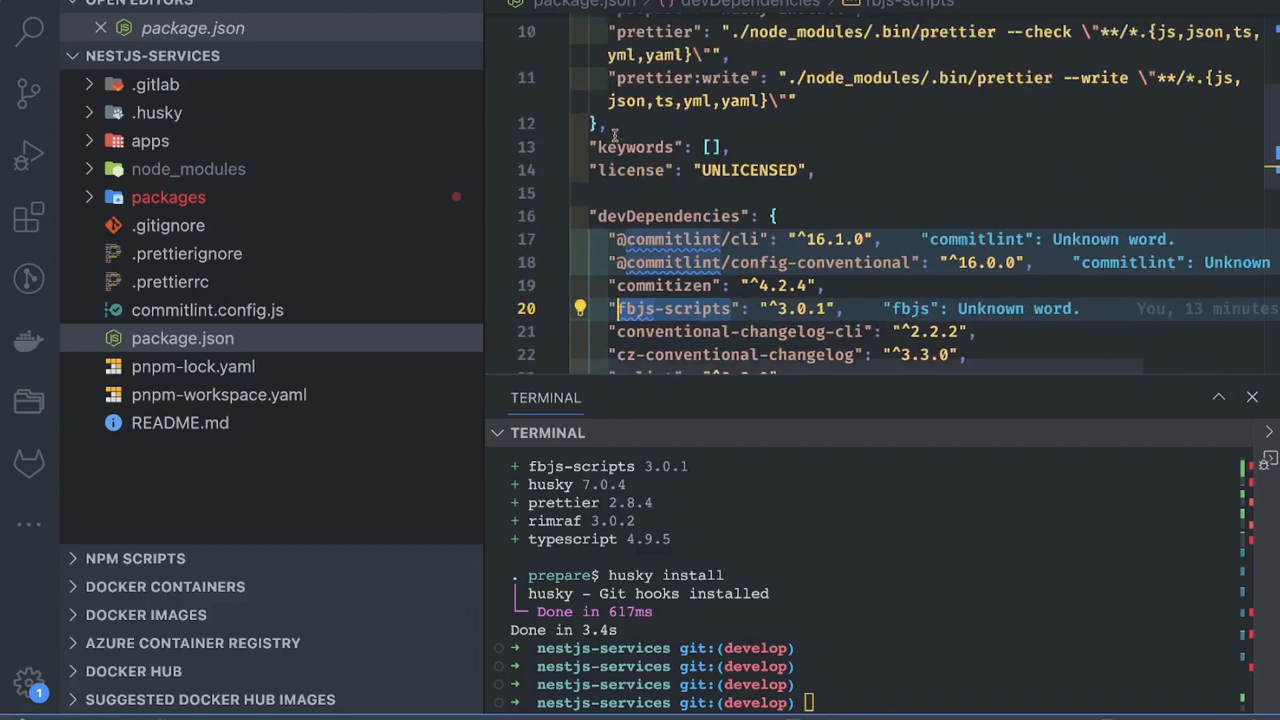 OPEN EDITORS
package.json
NESTJS-SERVICES
.gitlab
.husky
apps
node_modules
packages
.gitignore
.prettierignore
.prettierrc
commitlint.config.js
package.json
pnpm-lock.yaml
pnpm-workspace.yaml
README.md
NPM SCRIPTS
DOCKER CONTAINERS
DOCKER IMAGES
AZURE CONTAINER REGISTRY
DOCKER HUB
SUGGESTED DOCKER HUB IMAGES
1
package.json > {} devDependencies > fbjs-scripts
10 "prettier": "./node_modules/.bin/prettier --check \"**/*.{js,json,ts,
yml,yaml}\"",
11 "prettier:write": "./node_modules/.bin/prettier --write \"**/*.{js,
json,ts,yml,yaml}\""
12 },
13 "keywords": [],
14 "license": "UNLICENSED",
15
16 "devDependencies": {
17 "@commitlint/cli": "^16.1.0", "commitlint": Unknown word.
18 "@commitlint/config-conventional": "^16.0.0", "commitlint": Unknown
19 "commitizen": "^4.2.4",
20 "fbjs-scripts": "^3.0.1", "fbjs": Unknown word. You, 13 minutes
21 "conventional-changelog-cli": "^2.2.2",
22 "cz-conventional-changelog": "^3.3.0",
TERMINAL
TERMINAL
+ fbjs-scripts 3.0.1
+ husky 7.0.4
+ prettier 2.8.4
+ rimraf 3.0.2
+ typescript 4.9.5
. prepare$ husky install
husky - Git hooks installed
Done in 617ms
Done in 3.4s
nestjs-services git:(develop)
nestjs-services git:(develop)
nestjs-services git:(develop)
nestjs-services git:(develop)